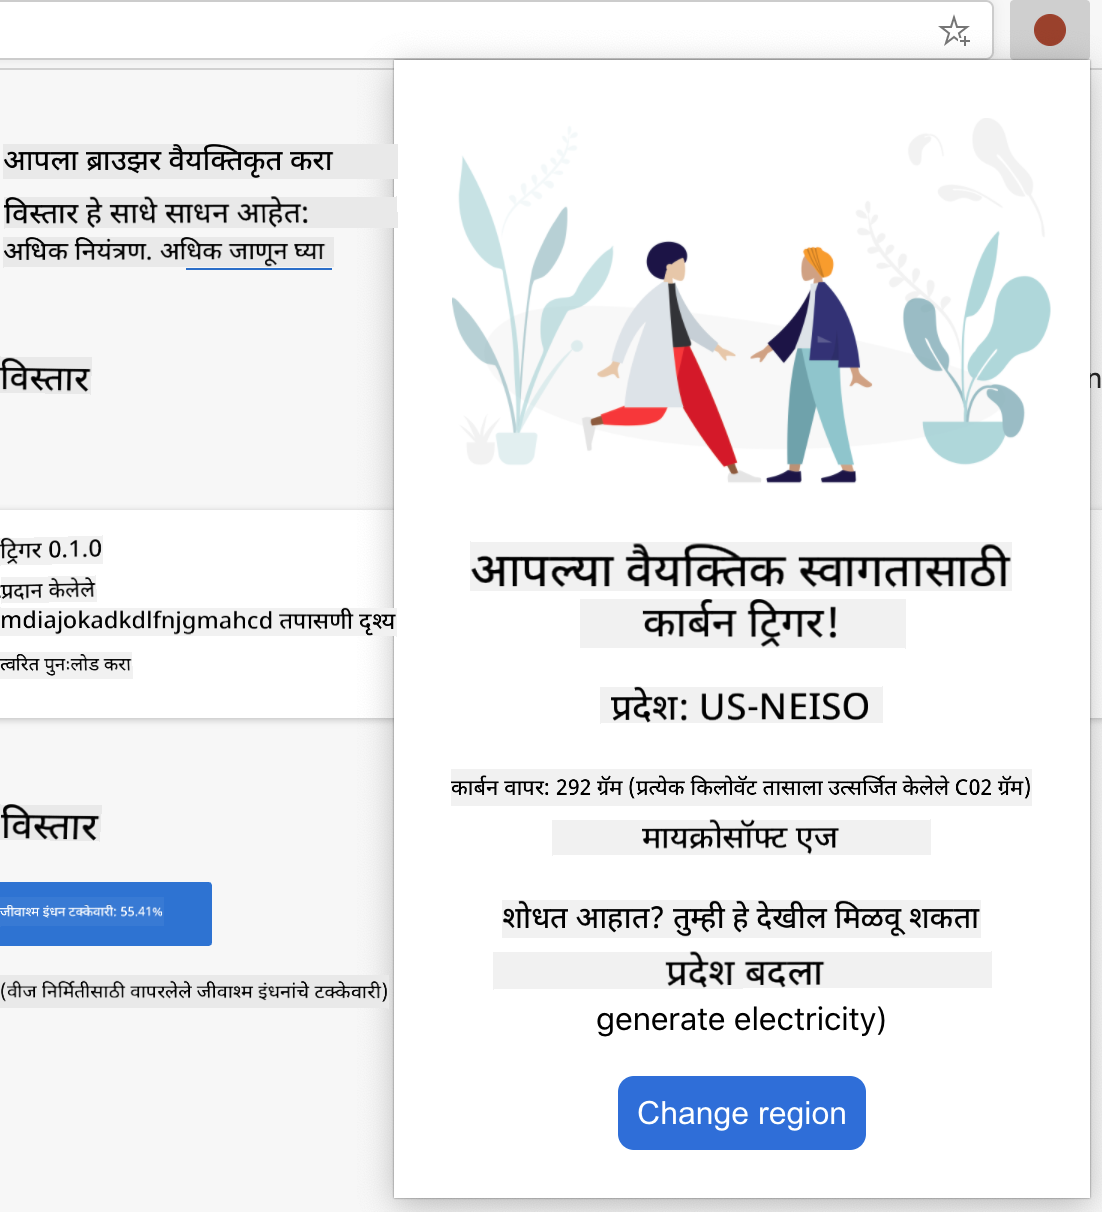 आपला ब्राउझर वैयक्तिकृत करा
विस्तार हे साधे साधन आहेत:
अधिक नियंत्रण. अधिक जाणून घ्या
विस्तार
ट्रिगर 0.1.0
प्रदान केलेले
mdiajokadkdlfnjgmahcd तपासणी दृश्य
त्वरित पुनःलोड करा
विस्तार
जीवाश्म इंधन टक्केवारी: 55.41%
(वीज निर्मितीसाठी वापरलेले जीवाश्म इंधनांचे टक्केवारी)
आपल्या वैयक्तिक स्वागतासाठी
कार्बन ट्रिगर!
प्रदेश: US-NEISO
कार्बन वापर: 292 ग्रॅम (प्रत्येक किलोवॅट तासाला उत्सर्जित केलेले C02 ग्रॅम)
मायक्रोसॉफ्ट एज
शोधत आहात? तुम्ही हे देखील मिळवू शकता
प्रदेश बदला
generate electricity)
Change region